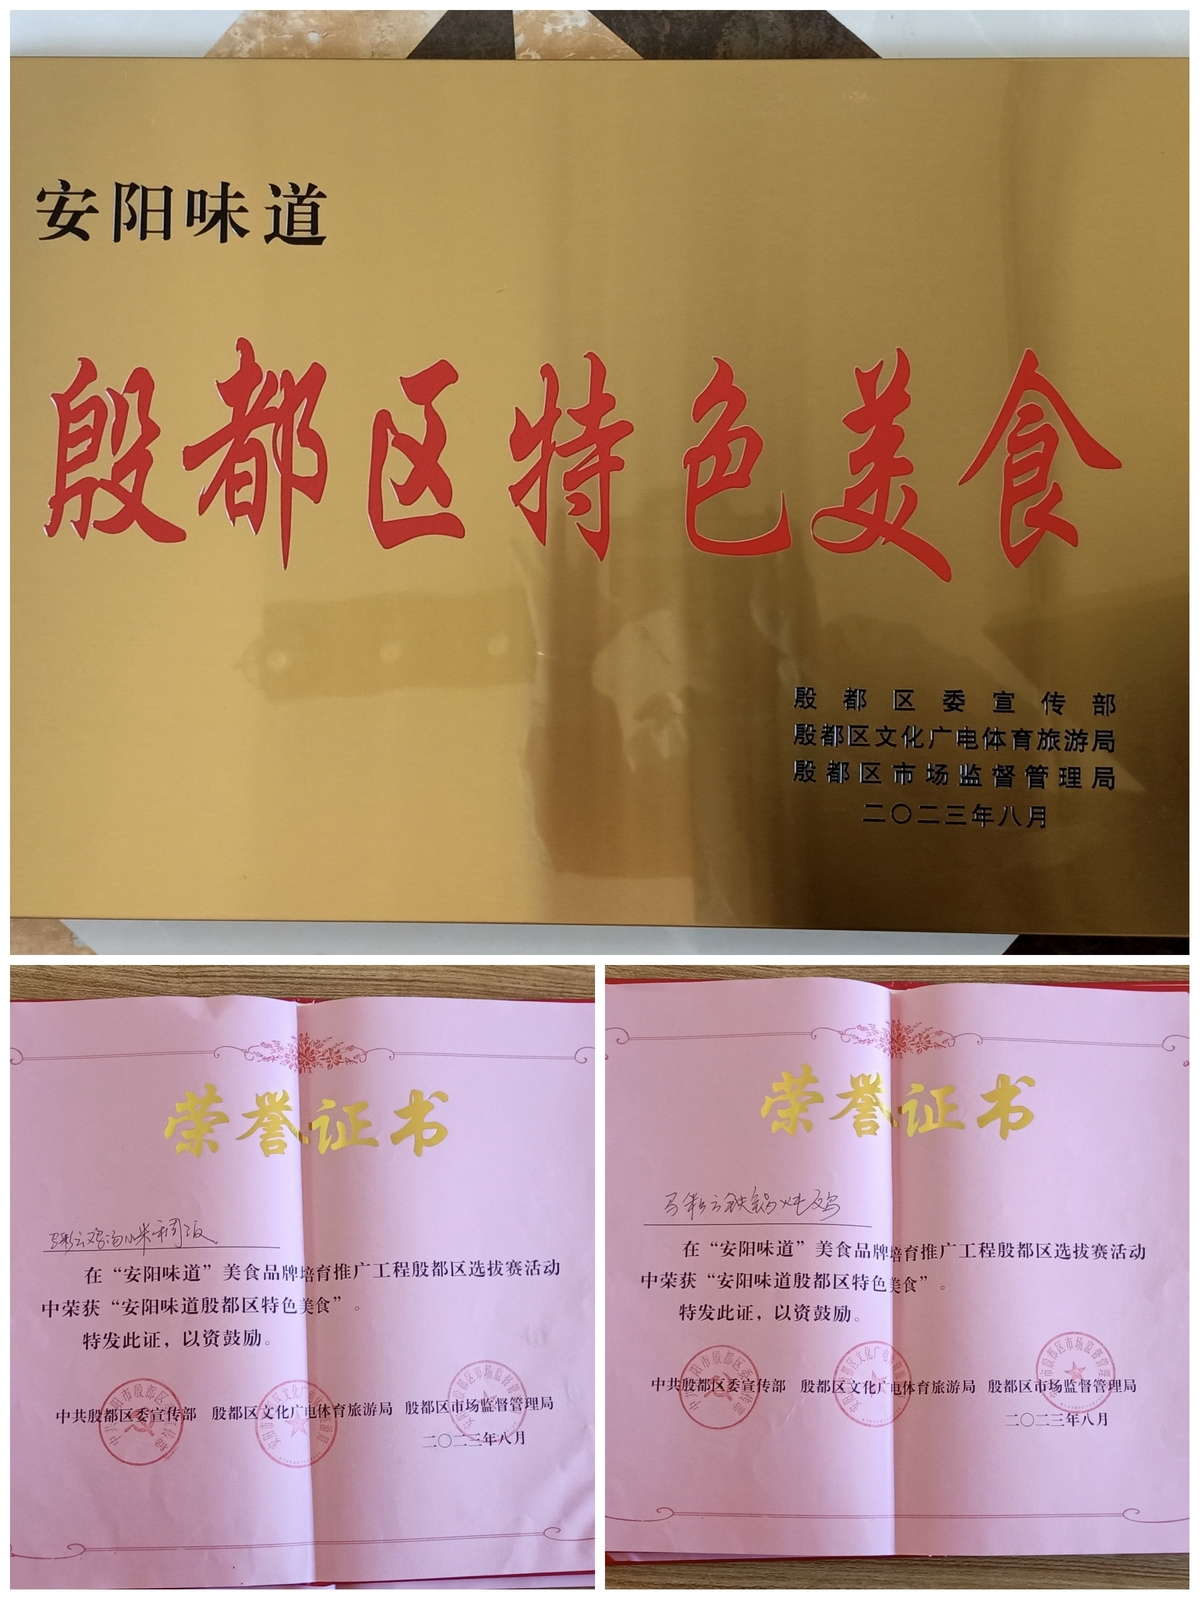 安阳味道
殷都区特色美食
殷都区委宣传部
殷都区文化广电体育旅游局
殷都区市场监督管理局
二〇二三年八月
荣誉证书
在“安阳味道”美食品牌培育推广工程殷都区选拔赛活动
中荣获“安阳味道殷都区特色美食”。
特发此证，以资鼓励。
中共殷都区委宣传部 殷都区文化广电体育旅游局 殷都区市场监督管理局
二〇二三年八月
荣誉证书
马彩云铁锅炖鸡
在“安阳味道”美食品牌培育推广工程殷都区选拔赛活动
中荣获“安阳味道殷都区特色美食”。
特发此证，以资鼓励。
中共殷都区委宣传部 殷都区文化广电体育旅游局 殷都区市场监督管理局
二〇二三年八月